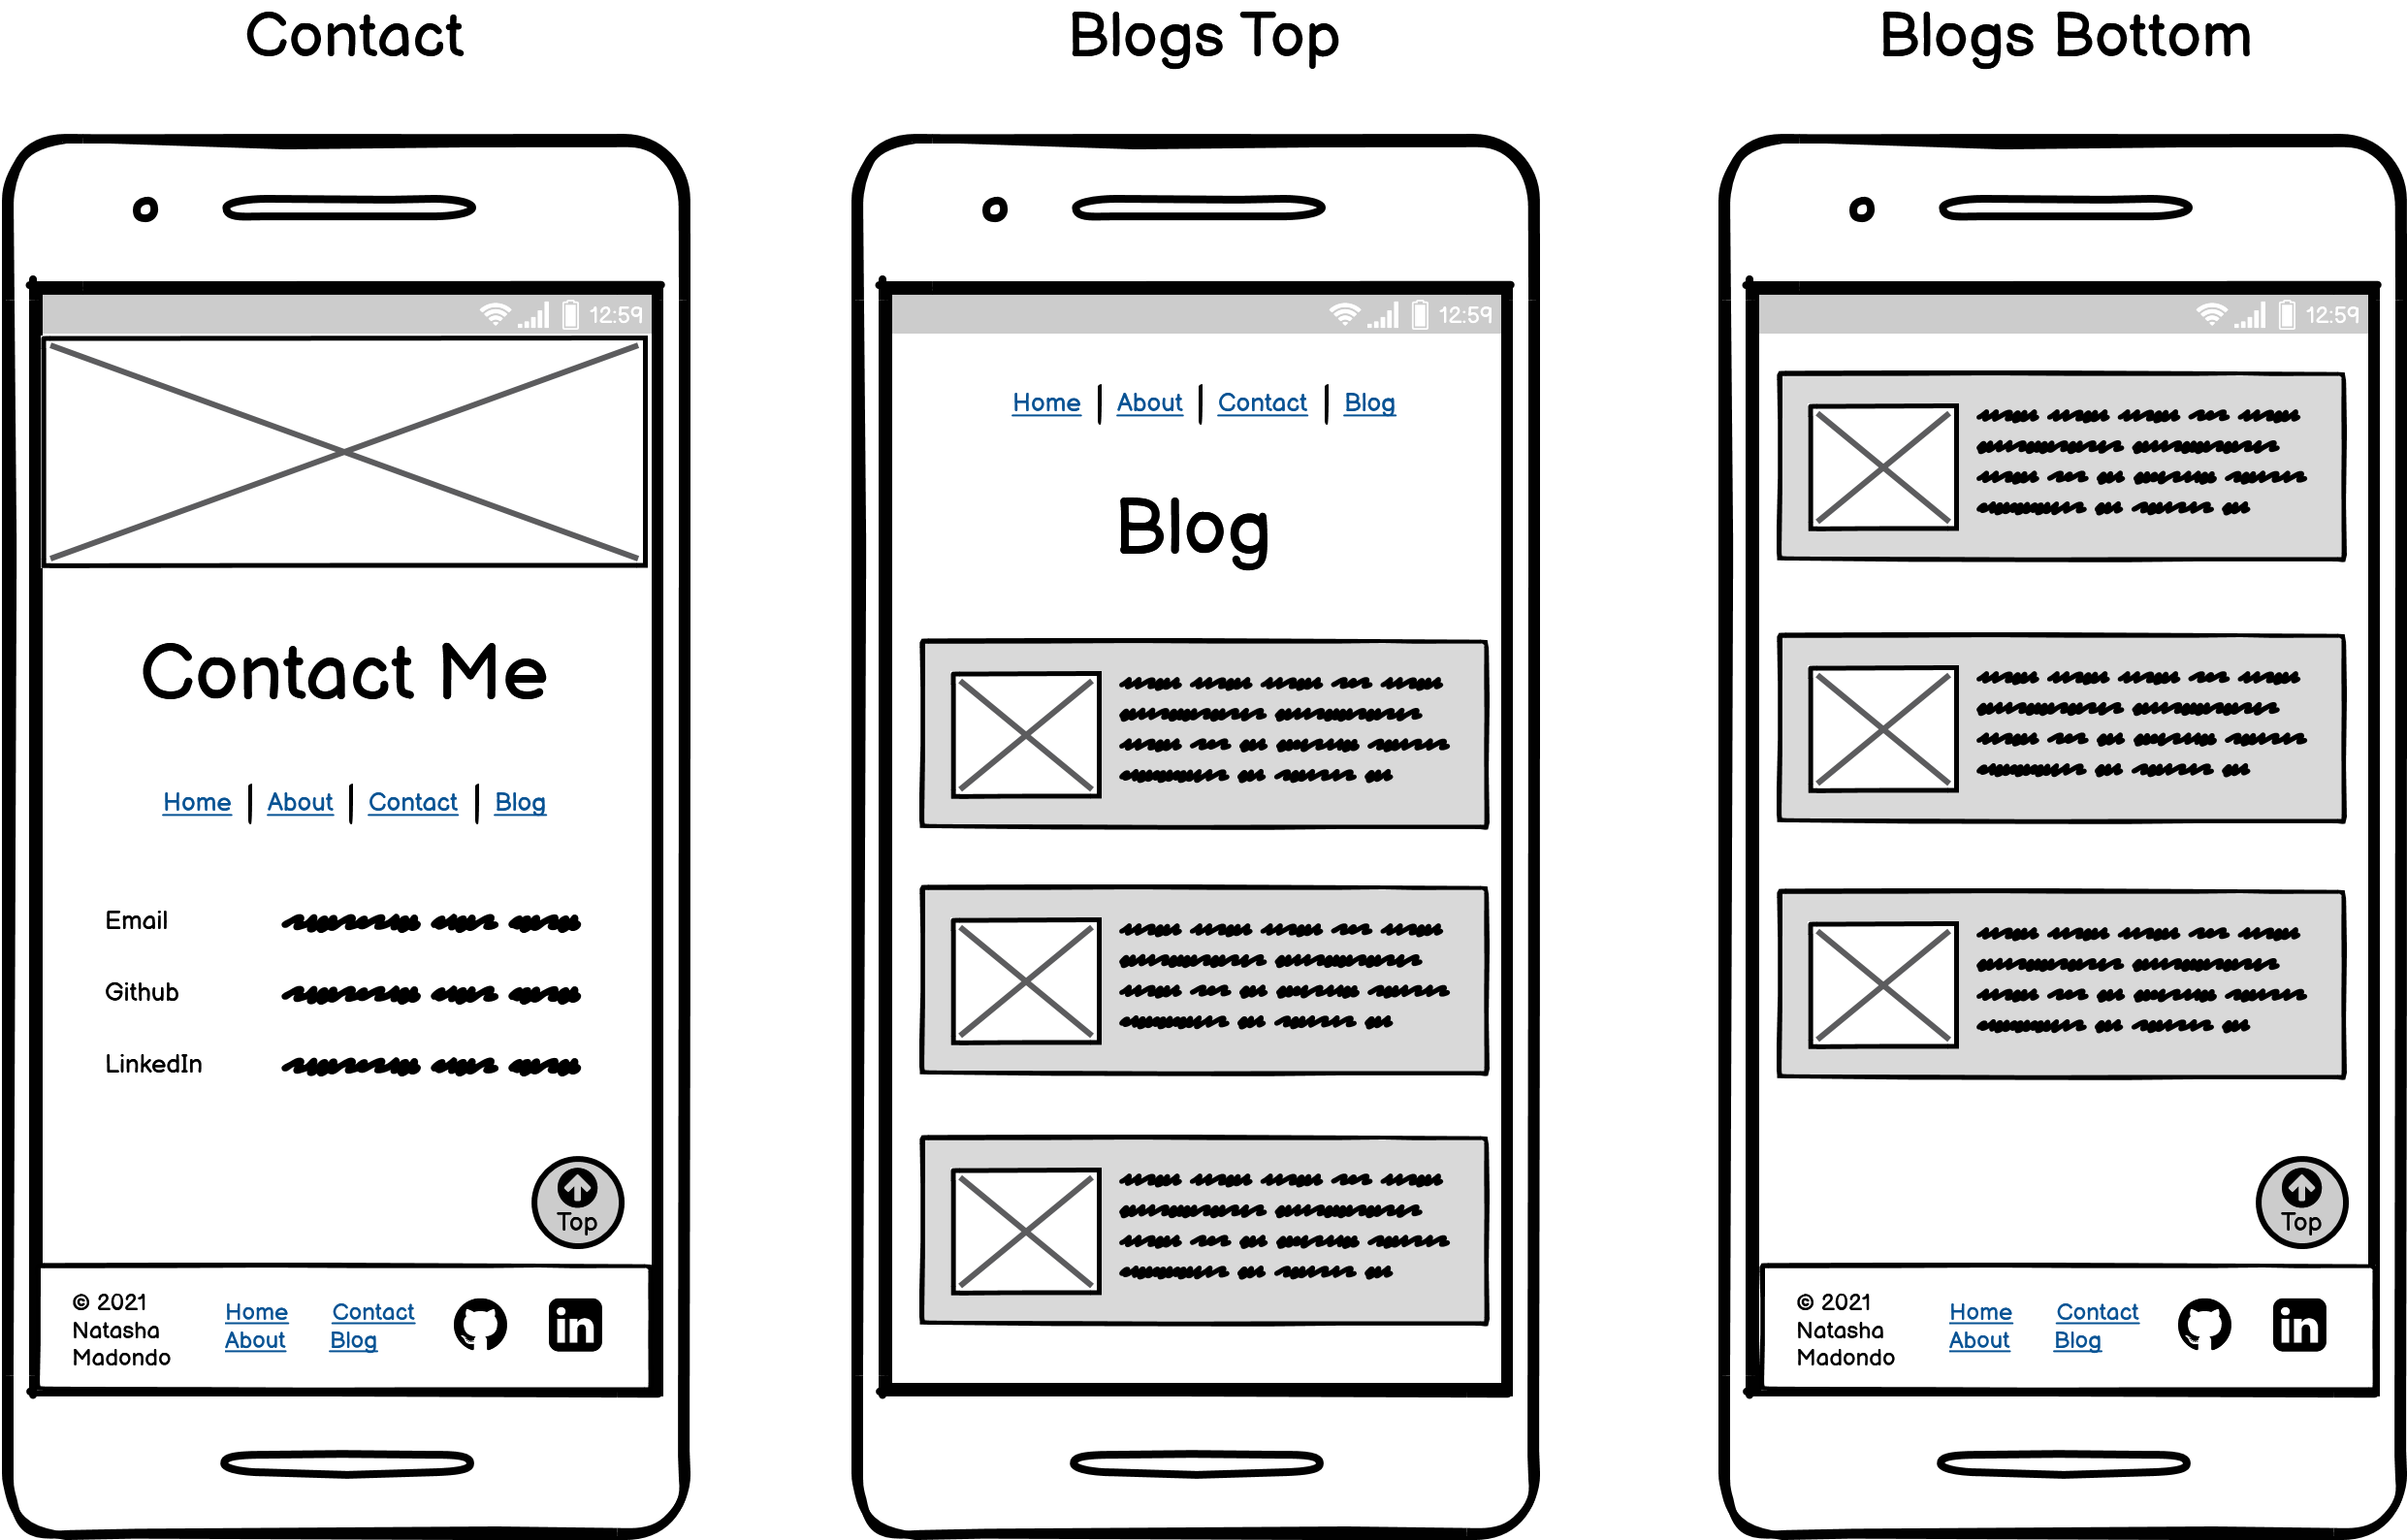 Contact
12:59
Contact Me
Home About Contact Blog
Email
Github
LinkedIn
Top
© 2021
Natasha
Madondo
Home Contact
About Blog
in
Blogs Top
12:59
Home About Contact Blog
Blog
Blogs Bottom
12:59
Top
© 2021
Natasha
Madondo
Home Contact
About Blog
in